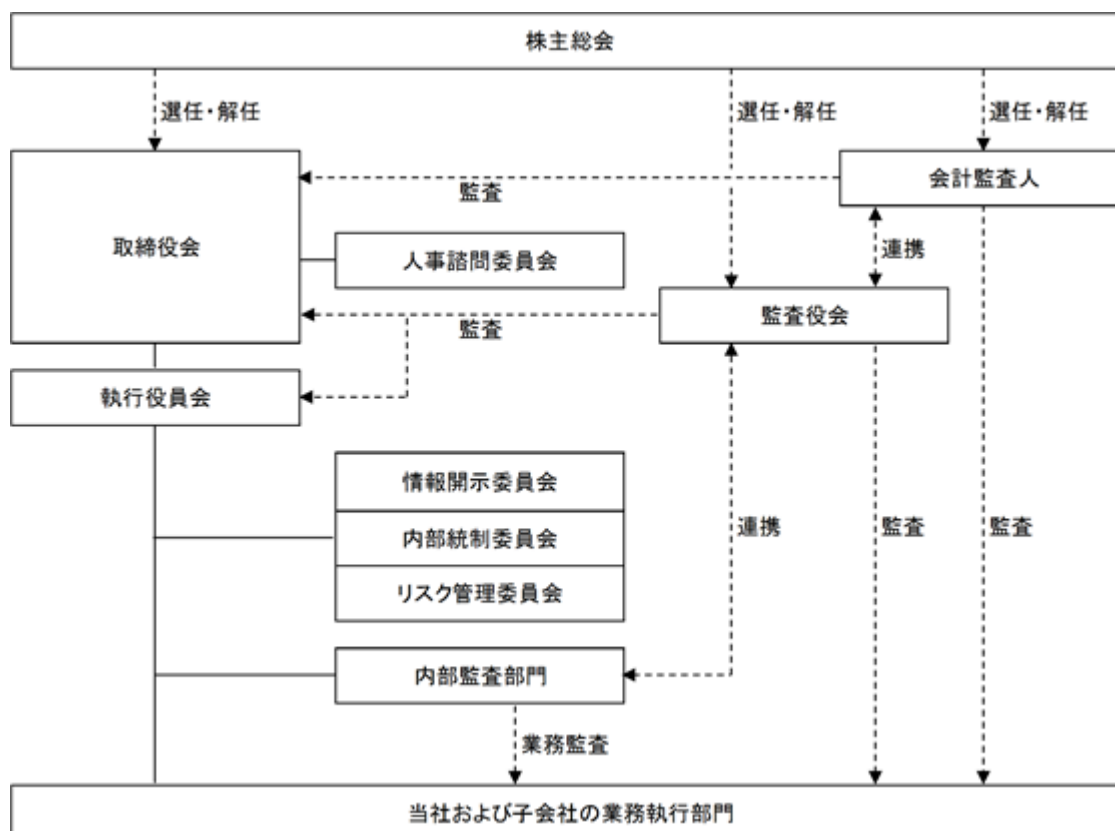 株主総会
選任・解任
選任・解任
選任・解任
会計監査人
監査
取締役会
人事諮問委員会
連携
監査役会
監査
執行役員会
情報開示委員会
内部統制委員会
リスク管理委員会
連携
監査
監査
内部監査部門
業務監査
当社および子会社の業務執行部門